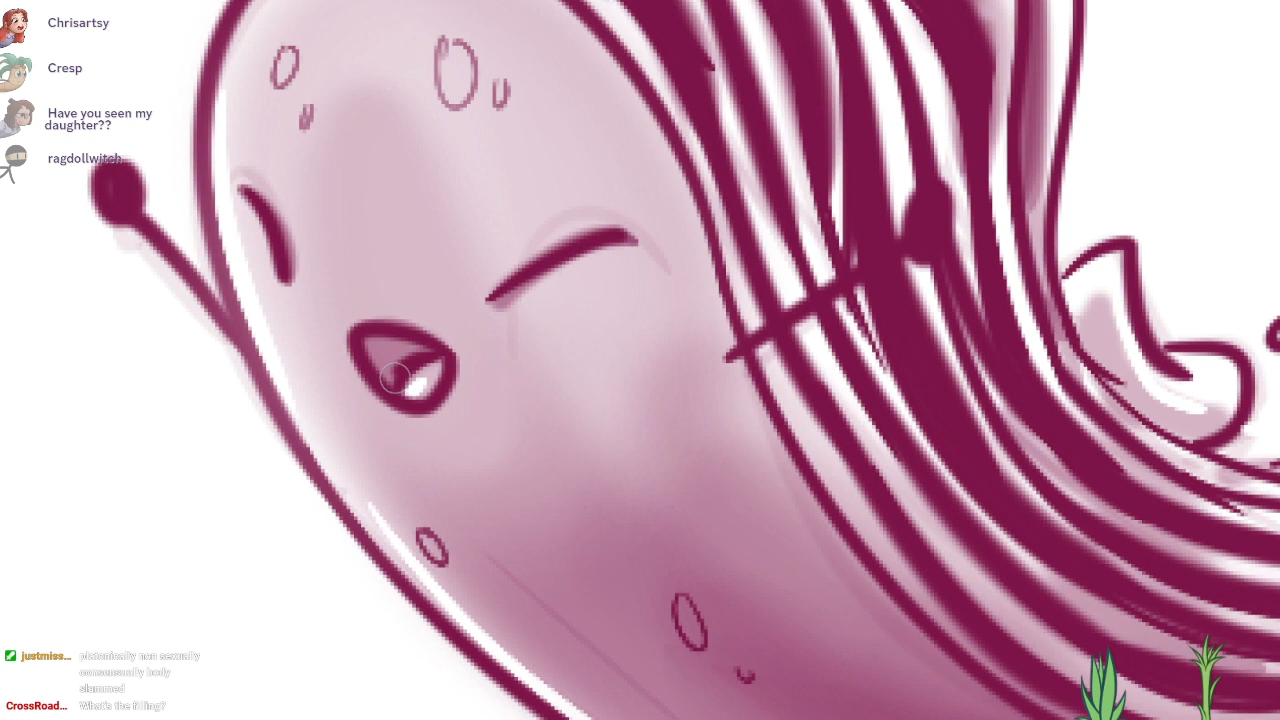 Chrisartsy
Cresp
Have you seen my
daughter??
ragdollwitch
justmiss... platonically non sexually
consensually body
slammed
CrossRoad... What's the filling?